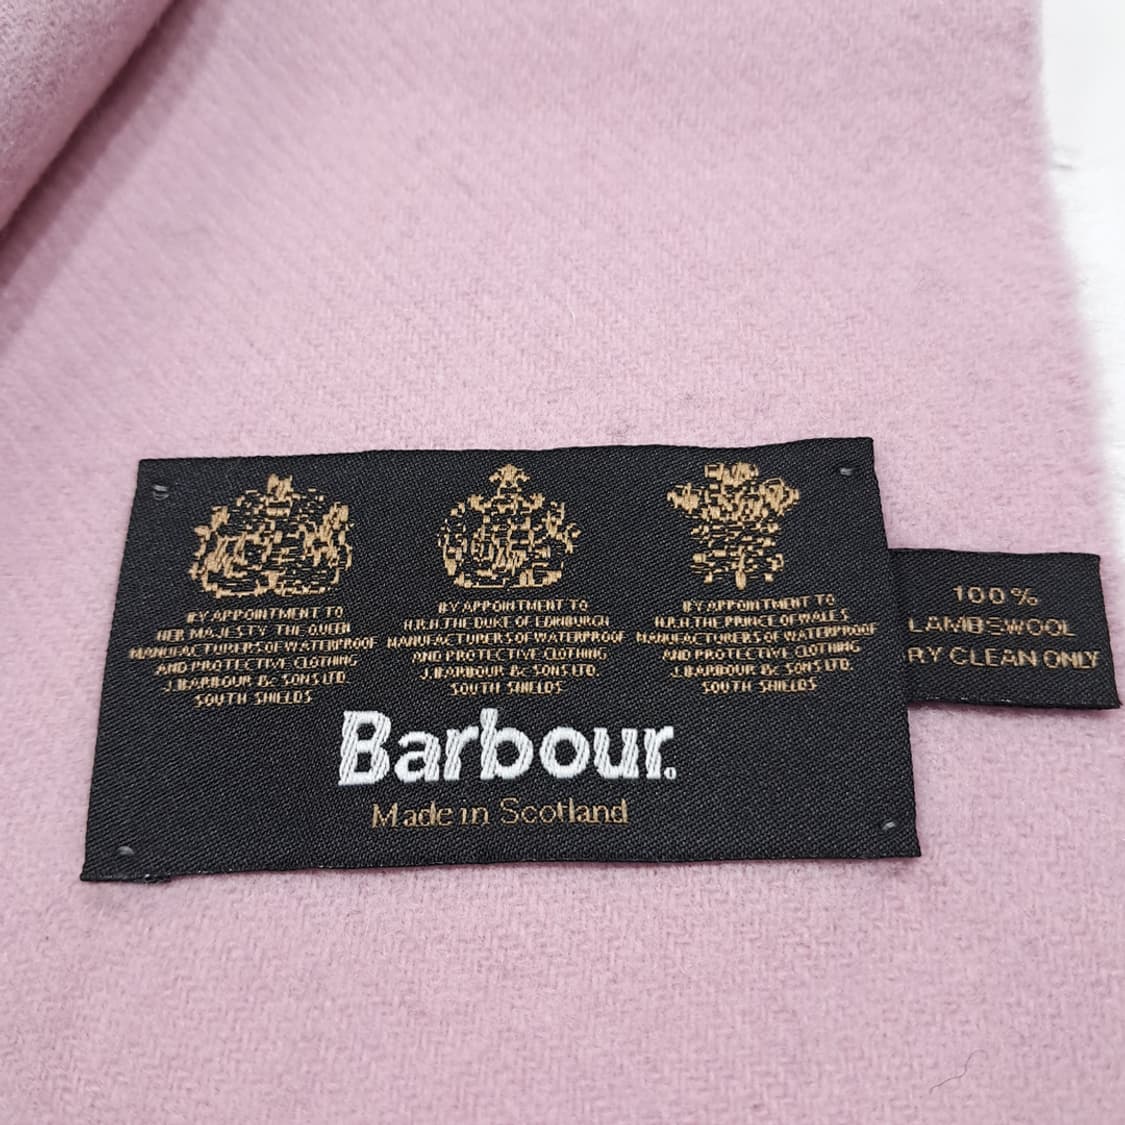 BY APPOINTMENT TO
HER MAJESTY THE QUEEN
MANUFACTURERS OF WATERPROOF
AND PROTECTIVE CLOTHING
J. BARBOUR & SONS LTD
SOUTH SHIELDS
BY APPOINTMENT TO
H.R.H. THE DUKE OF EDINBURGH
MANUFACTURERS OF WATERPROOF
AND PROTECTIVE CLOTHING
J. BARBOUR & SONS LTD.
SOUTH SHIELDS
BY APPOINTMENT TO
H.R.H. THE PRINCE OF WALES
MANUFACTURERS OF WATERPROOF
AND PROTECTIVE CLOTHING
J. BARBOUR & SONS LTD.
SOUTH SHIELDS
Barbour.
Made in Scotland
100%
LAMBSWOOL
RY CLEAN ONLY